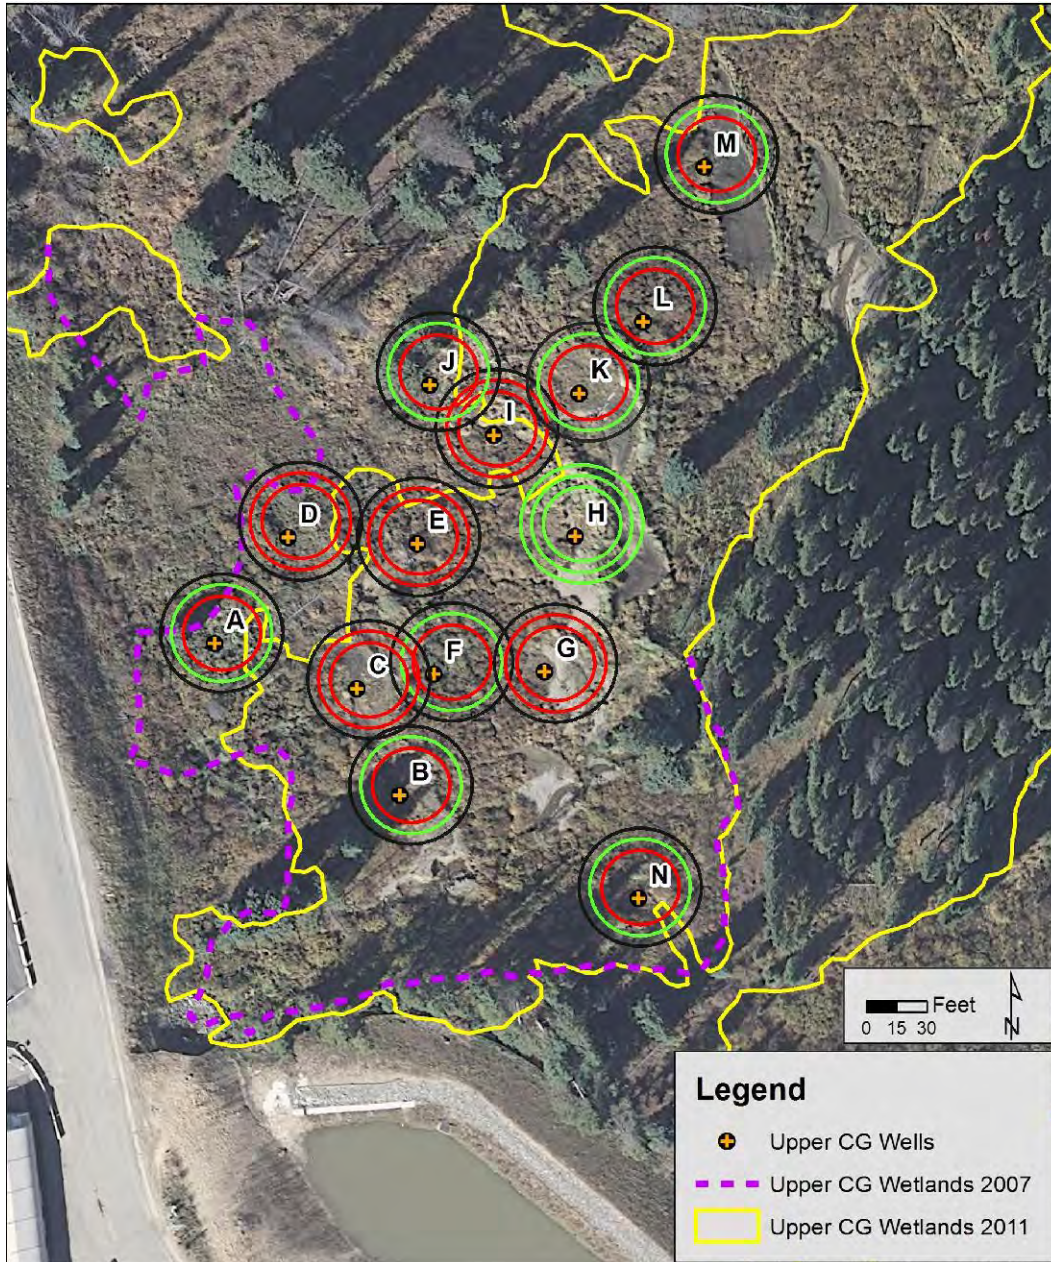 M
L
J
K
I
D
E
H
A
C
F
G
B
N
Feet
0 15 30
N
Legend
Upper CG Wells
Upper CG Wetlands 2007
Upper CG Wetlands 2011